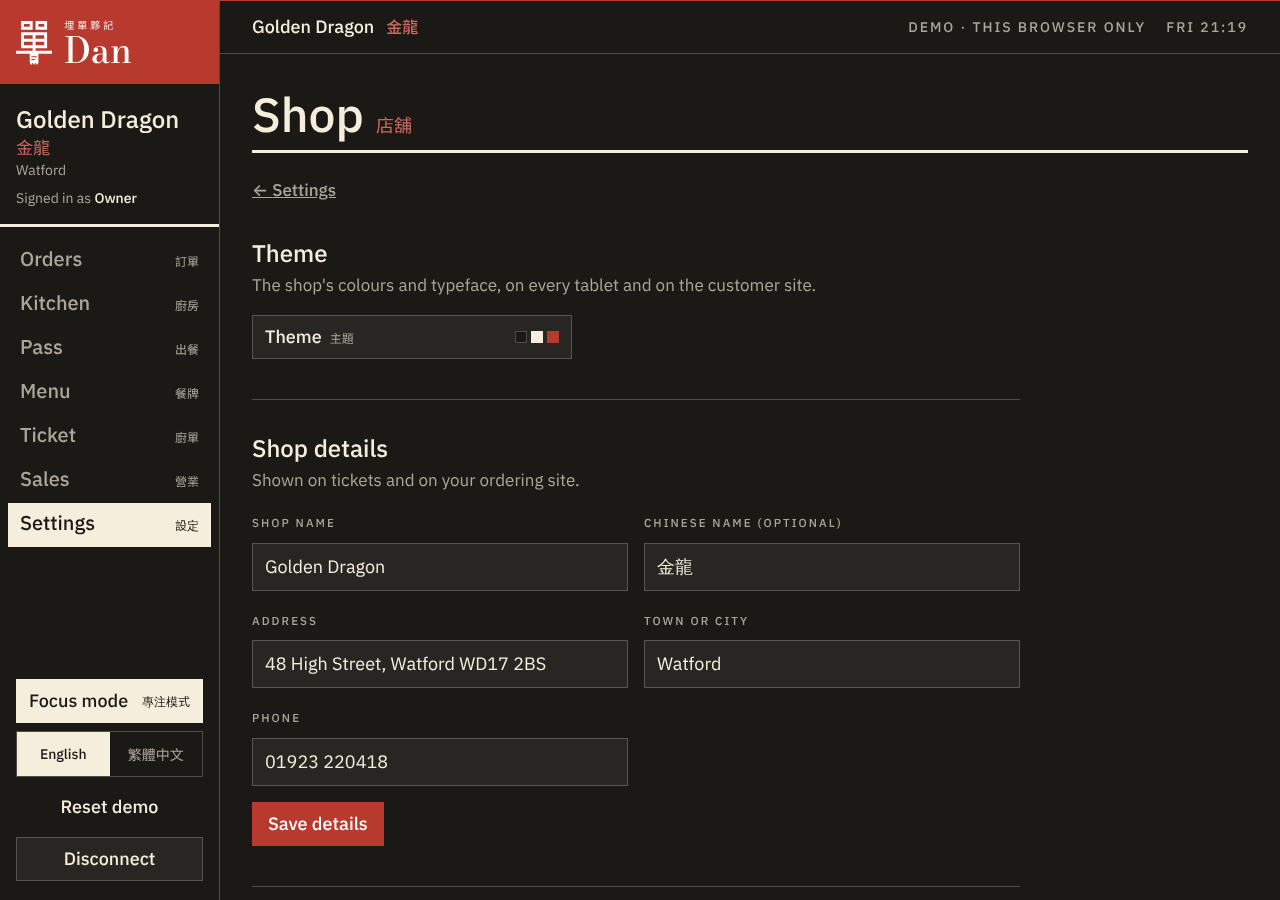 單
埋單夥記
Dan
Golden Dragon
金龍
Watford
Signed in as Owner
Orders 訂單
Kitchen 廚房
Pass 出餐
Menu 餐牌
Ticket 廚單
Sales 營業
Settings 設定
Focus mode 專注模式
English 繁體中文
Reset demo
Disconnect
Golden Dragon 金龍
DEMO · THIS BROWSER ONLY FRI 21:19
Shop 店舖
← Settings
Theme
The shop's colours and typeface, on every tablet and on the customer site.
Theme 主題
Shop details
Shown on tickets and on your ordering site.
SHOP NAME CHINESE NAME (OPTIONAL)
Golden Dragon 金龍
ADDRESS TOWN OR CITY
48 High Street, Watford WD17 2BS Watford
PHONE
01923 220418
Save details